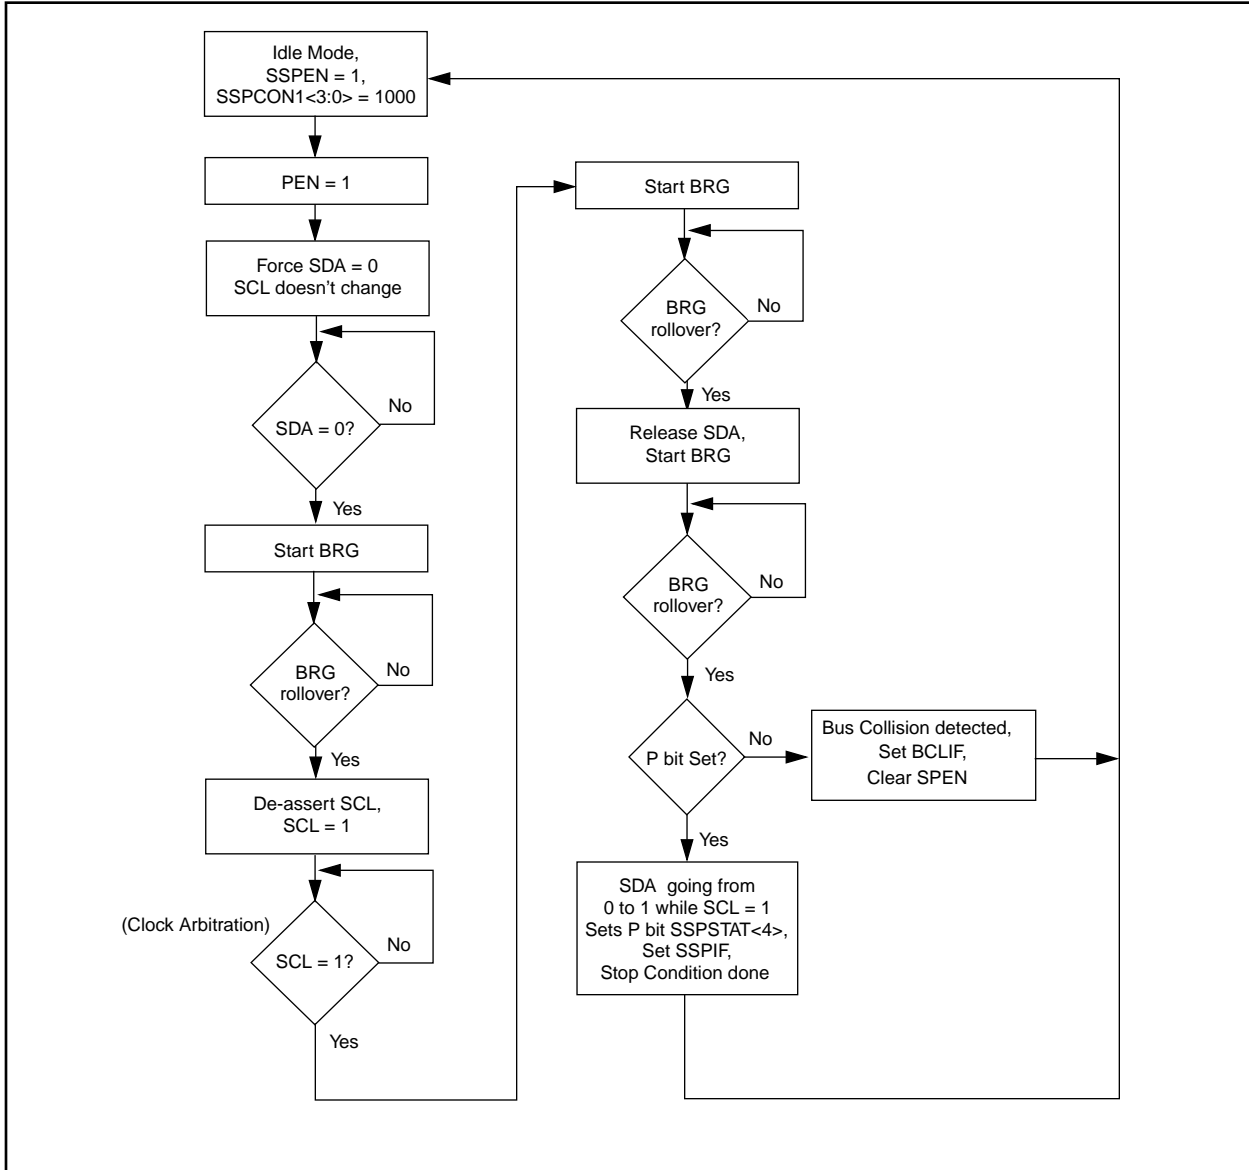 Idle Mode,
SSPEN = 1,
SSPCON1<3:0> = 1000
PEN = 1
Force SDA = 0
SCL doesn't change
SDA = 0?
No
Yes
Start BRG
BRG
rollover?
No
Yes
De-assert SCL,
SCL = 1
(Clock Arbitration)
SCL = 1?
No
Yes
Start BRG
BRG
rollover?
No
Yes
Release SDA,
Start BRG
BRG
rollover?
No
Yes
P bit Set?
No
Bus Collision detected,
Set BCLIF,
Clear SPEN
Yes
SDA going from
0 to 1 while SCL = 1
Sets P bit SSPSTAT<4>,
Set SSPIF,
Stop Condition done